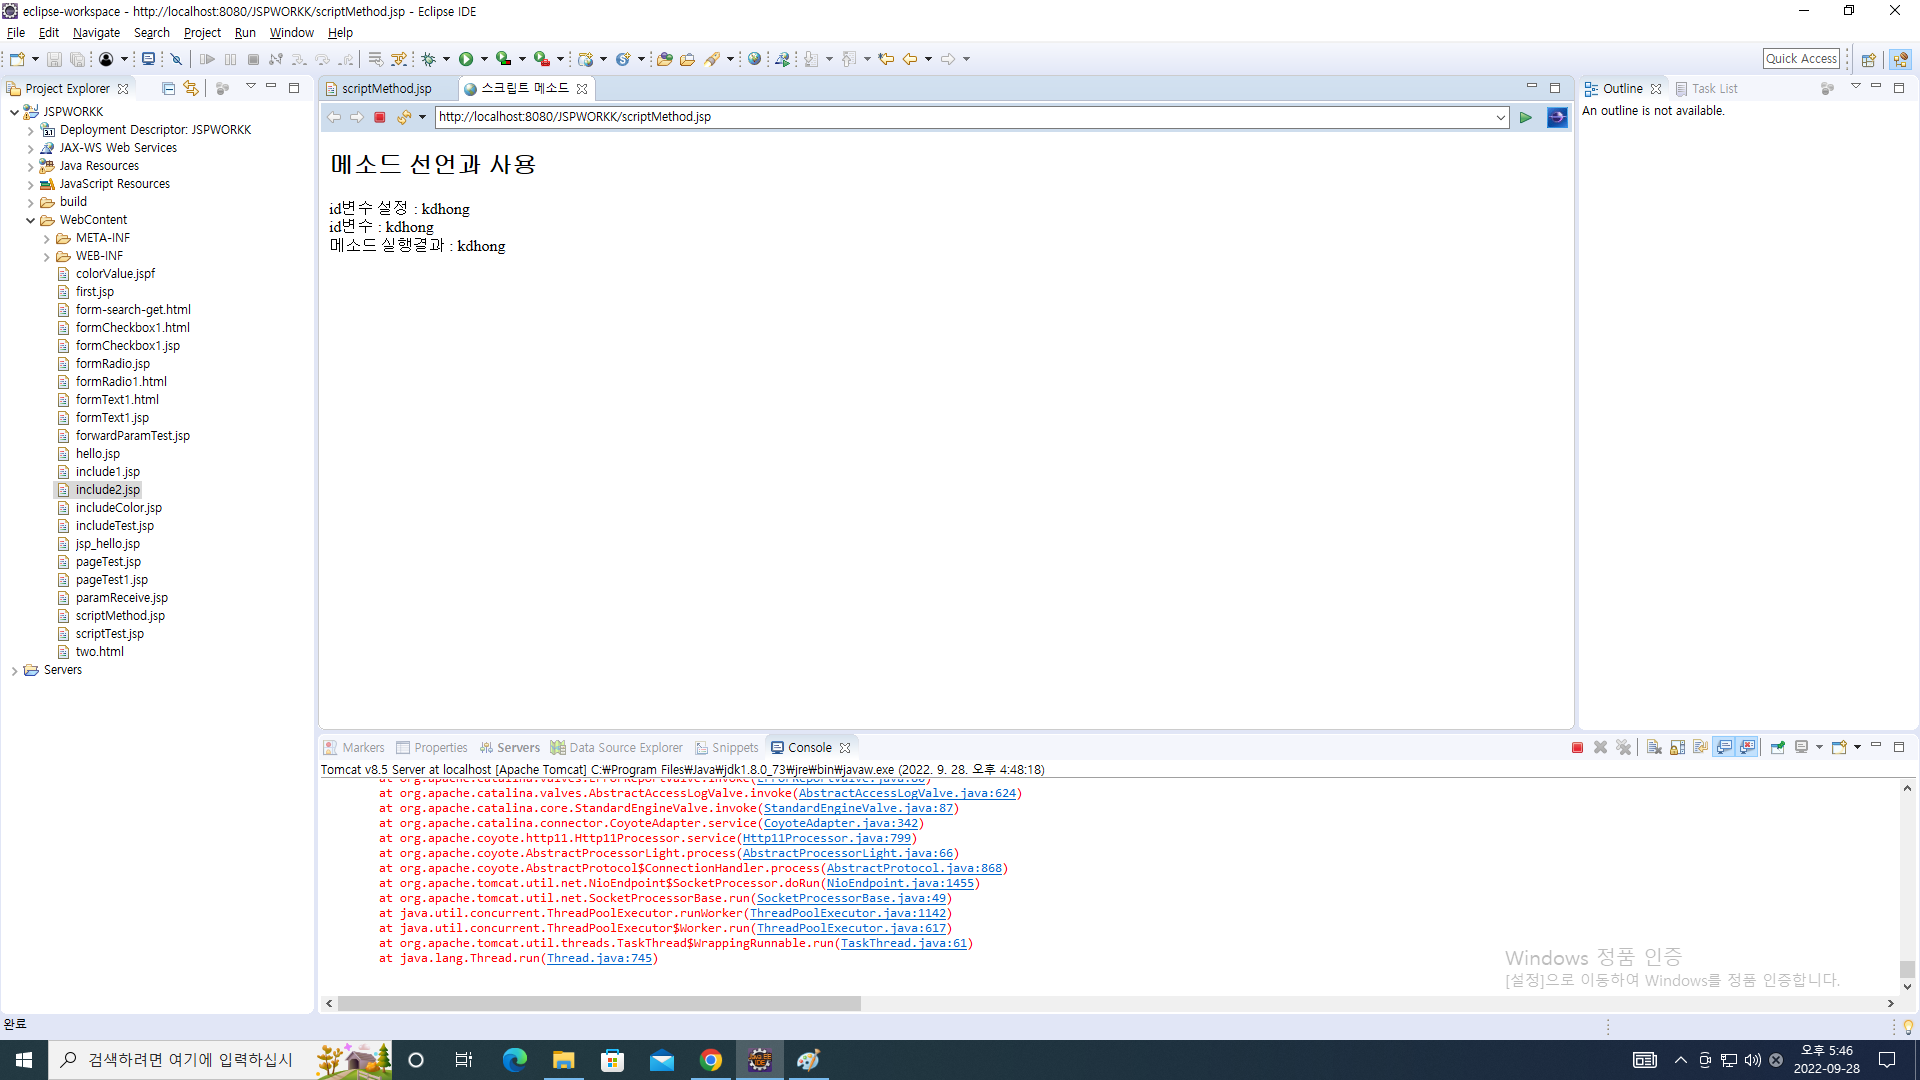 eclipse-workspace - http://localhost:8080/JSPWORKK/scriptMethod.jsp - Eclipse IDE
File Edit Navigate Search Project Run Window Help
Quick Access
Project Explorer
JSPWORKK
Deployment Descriptor: JSPWORKK
JAX-WS Web Services
Java Resources
JavaScript Resources
build
WebContent
META-INF
WEB-INF
colorValue.jspf
first.jsp
form-search-get.html
formCheckbox1.html
formCheckbox1.jsp
formRadio.jsp
formRadio1.html
formText1.html
formText1.jsp
forwardParamTest.jsp
hello.jsp
include1.jsp
include2.jsp
includeColor.jsp
includeTest.jsp
jsp_hello.jsp
pageTest.jsp
pageTest1.jsp
paramReceive.jsp
scriptMethod.jsp
scriptTest.jsp
two.html
Servers
scriptMethod.jsp 스크립트 메소드
http://localhost:8080/JSPWORKK/scriptMethod.jsp
메소드 선언과 사용
id변수 설정 : kdhong
id변수 : kdhong
메소드 실행결과 : kdhong
Outline Task List
An outline is not available.
Markers Properties Servers Data Source Explorer Snippets Console
Tomcat v8.5 Server at localhost [Apache Tomcat] C:₩Program Files₩Java₩jdk1.8.0_73₩jre₩bin₩javaw.exe (2022. 9. 28. 오후 4:48:18)
at org.apache.catalina.valves.ErrorReportValve.invoke(ErrorReportValve.java:86)
at org.apache.catalina.valves.AbstractAccessLogValve.invoke(AbstractAccessLogValve.java:624)
at org.apache.catalina.core.StandardEngineValve.invoke(StandardEngineValve.java:87)
at org.apache.catalina.connector.CoyoteAdapter.service(CoyoteAdapter.java:342)
at org.apache.coyote.http11.Http11Processor.service(Http11Processor.java:799)
at org.apache.coyote.AbstractProcessorLight.process(AbstractProcessorLight.java:66)
at org.apache.coyote.AbstractProtocol$ConnectionHandler.process(AbstractProtocol.java:868)
at org.apache.tomcat.util.net.NioEndpoint$SocketProcessor.doRun(NioEndpoint.java:1455)
at org.apache.tomcat.util.net.SocketProcessorBase.run(SocketProcessorBase.java:49)
at java.util.concurrent.ThreadPoolExecutor.runWorker(ThreadPoolExecutor.java:1142)
at java.util.concurrent.ThreadPoolExecutor$Worker.run(ThreadPoolExecutor.java:617)
at org.apache.tomcat.util.threads.TaskThread$WrappingRunnable.run(TaskThread.java:61)
at java.lang.Thread.run(Thread.java:745)
Windows 정품 인증
[설정]으로 이동하여 Windows를 정품 인증합니다.
완료
검색하려면 여기에 입력하십시
오후 5:46
2022-09-28